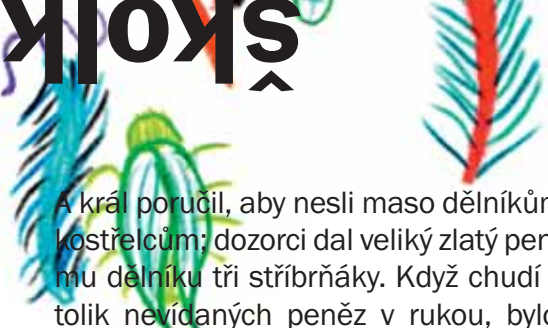 školk
A král poručil, aby nesli maso dělníkům
kostřelcům; dozorci dal veliký zlatý pen
mu dělníku tři stříbrňáky. Když chudí
tolik nevídaných peněz v rukou, bylo